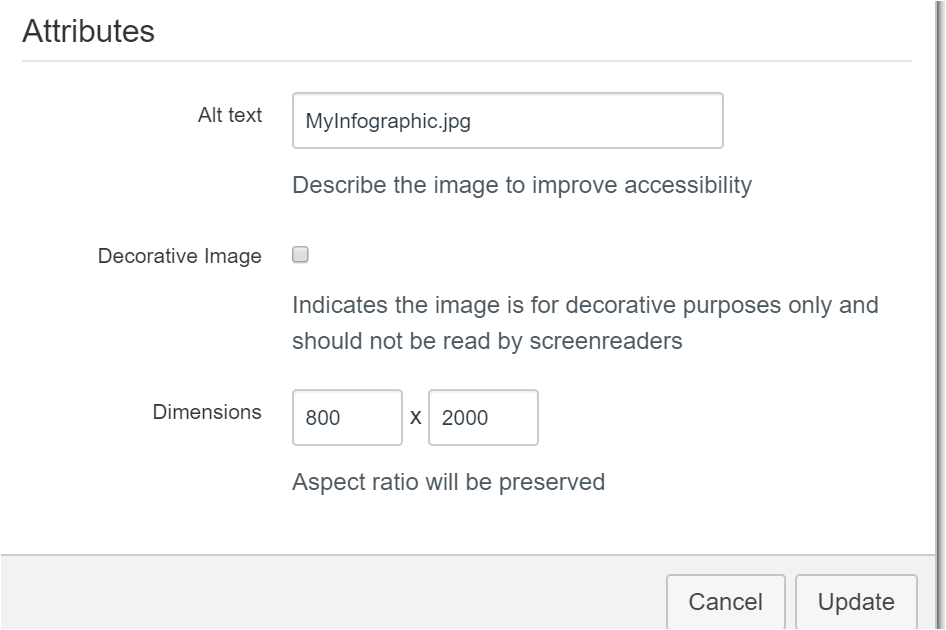 Attributes
Alt text
MyInfographic.jpg
Describe the image to improve accessibility
Decorative Image
Indicates the image is for decorative purposes only and
should not be read by screenreaders
Dimensions
800 x 2000
Aspect ratio will be preserved
Cancel Update